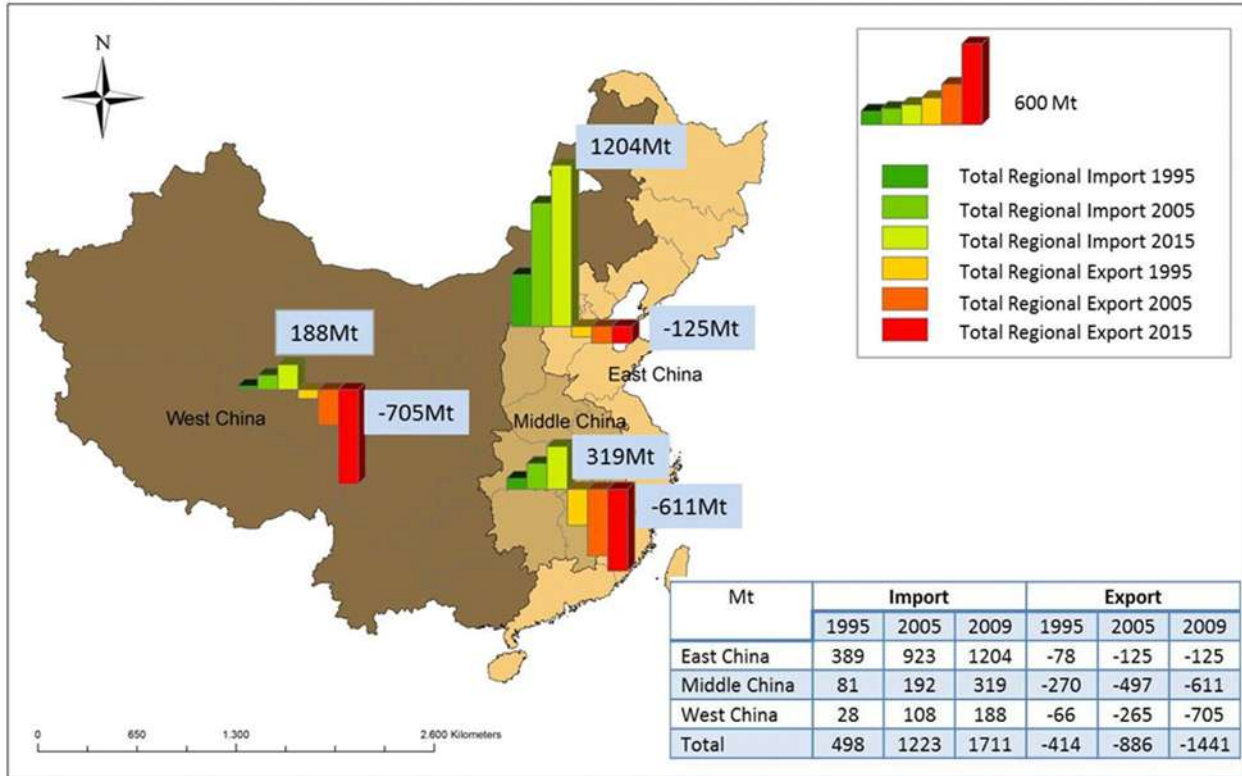 N
1204Mt
-125Mt
East China
188Mt
West China
-705Mt
Middle China
319Mt
-611Mt
600 Mt
Total Regional Import 1995
Total Regional Import 2005
Total Regional Import 2015
Total Regional Export 1995
Total Regional Export 2005
Total Regional Export 2015
Mt Import Export
1995 2005 2009 1995 2005 2009
East China 389 923 1204 -78 -125 -125
Middle China 81 192 319 -270 -497 -611
West China 28 108 188 -66 -265 -705
Total 498 1223 1711 -414 -886 -1441
0 650 1.300 2.600 Kilometers